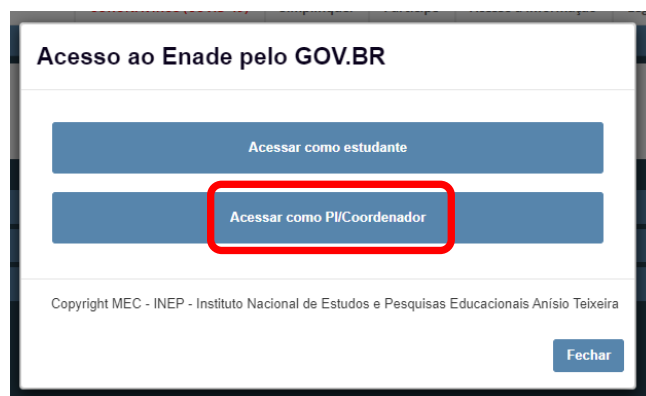 Acesso ao Enade pelo GOV.BR
Acessar como estudante
Acessar como PI/Coordenador
Copyright MEC - INEP - Instituto Nacional de Estudos e Pesquisas Educacionais Anísio Teixeira
Fechar